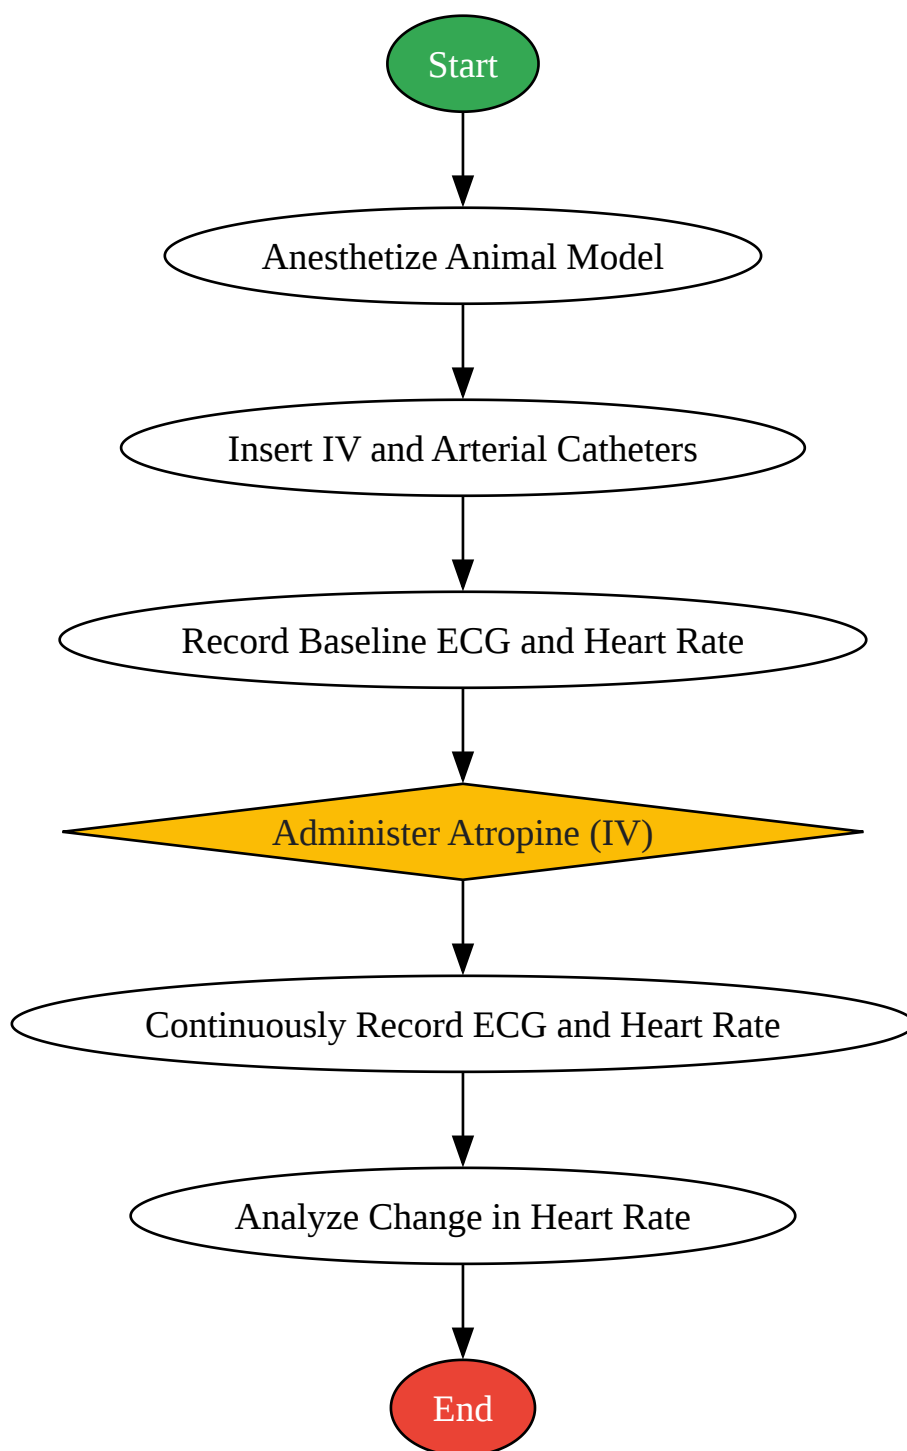 Start
Anesthetize Animal Model
Insert IV and Arterial Catheters
Record Baseline ECG and Heart Rate
Administer Atropine (IV)
Continuously Record ECG and Heart Rate
Analyze Change in Heart Rate
End